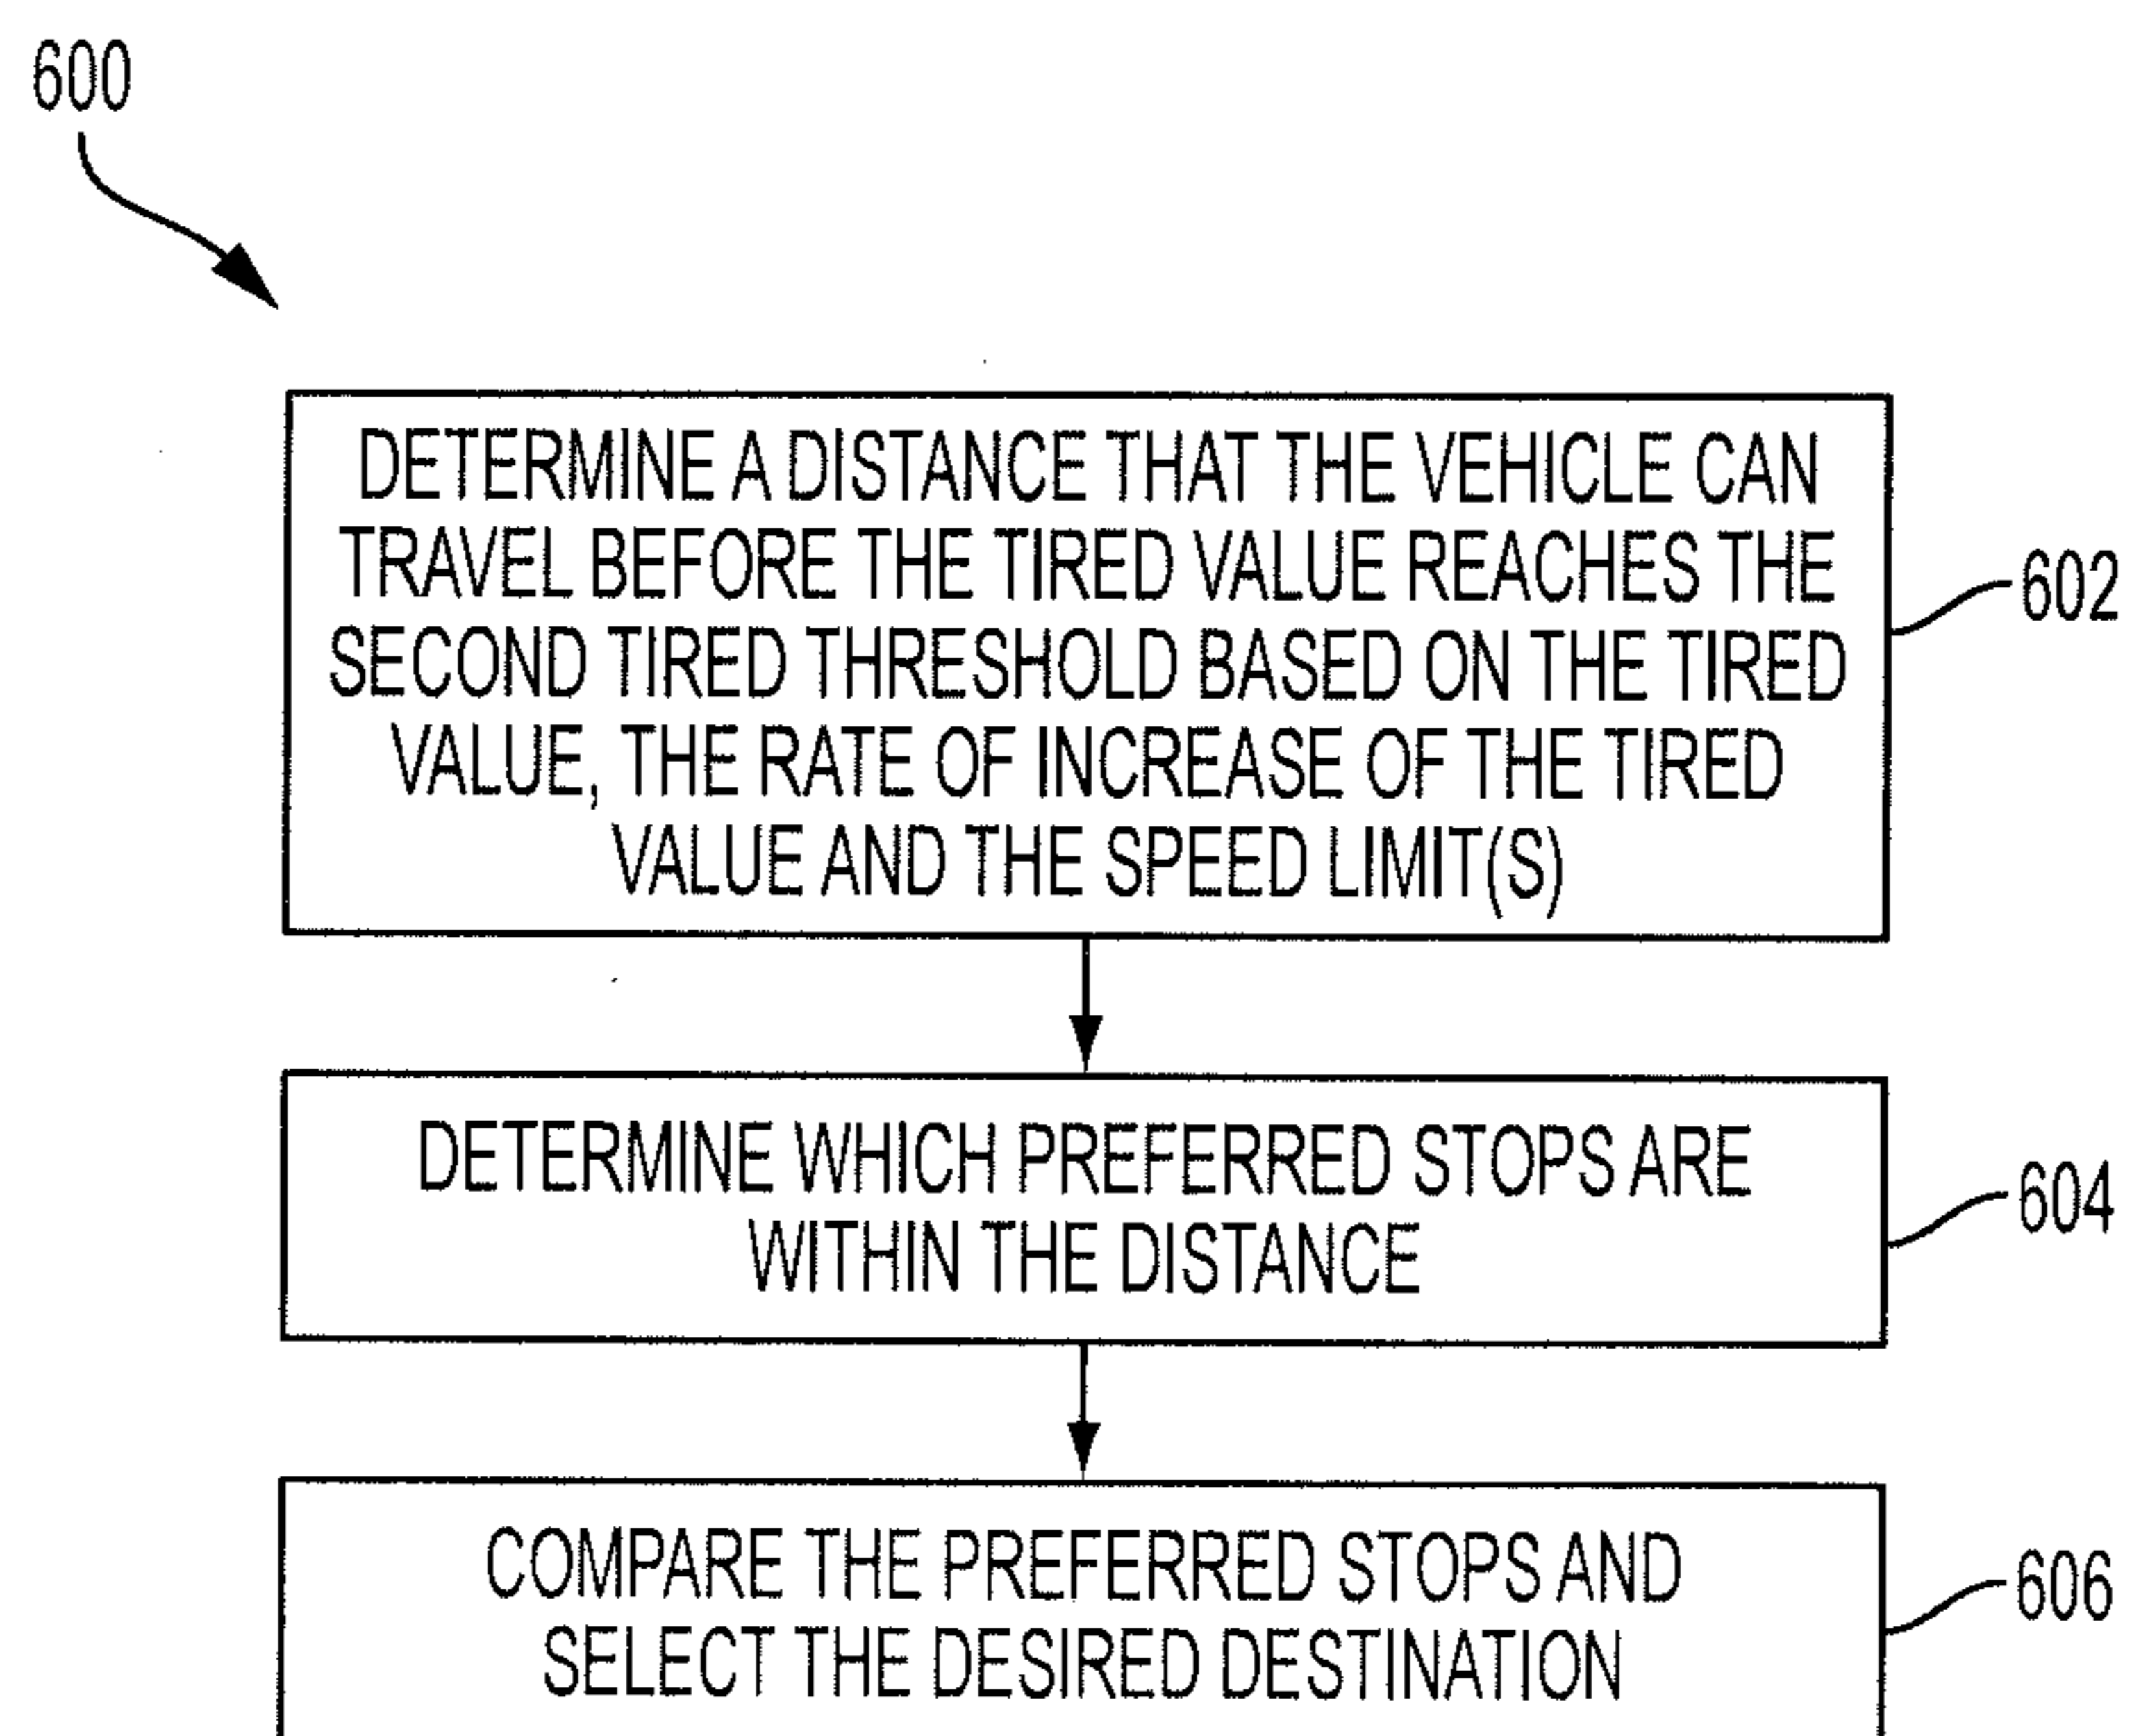 600
DETERMINE A DISTANCE THAT THE VEHICLE CAN
TRAVEL BEFORE THE TIRED VALUE REACHES THE
SECOND TIRED THRESHOLD BASED ON THE TIRED
VALUE, THE RATE OF INCREASE OF THE TIRED
VALUE AND THE SPEED LIMIT(S)
602
DETERMINE WHICH PREFERRED STOPS ARE
WITHIN THE DISTANCE
604
COMPARE THE PREFERRED STOPS AND
SELECT THE DESIRED DESTINATION
606